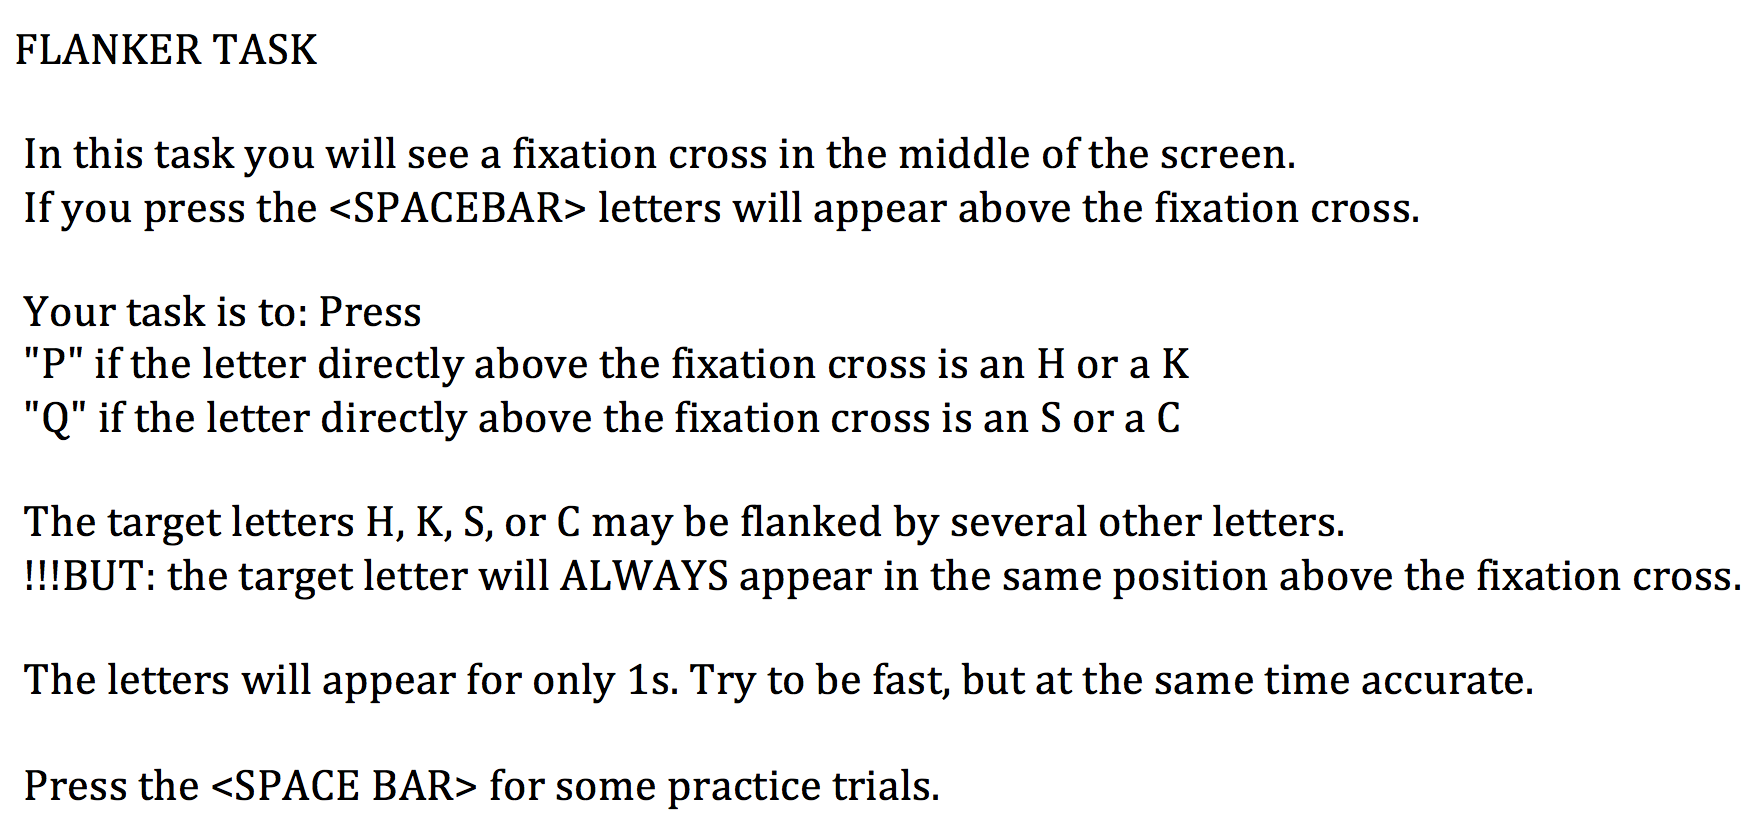 FLANKER TASK
In this task you will see a fixation cross in the middle of the screen.
If you press the <SPACEBAR> letters will appear above the fixation cross.
Your task is to: Press
"P" if the letter directly above the fixation cross is an H or a K
"Q" if the letter directly above the fixation cross is an S or a C
The target letters H, K, S, or C may be flanked by several other letters.
!!!BUT: the target letter will ALWAYS appear in the same position above the fixation cross.
The letters will appear for only 1s. Try to be fast, but at the same time accurate.
Press the <SPACE BAR> for some practice trials.